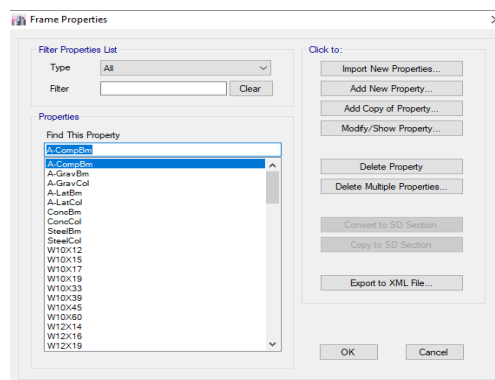 Frame Properties
Filter Properties List
Type
All
Filter
Clear
Properties
Find This Property
A-CompBm
A-CompBm
A-GravBm
A-GravCol
A-LatBm
A-LatCol
ConcBm
ConcCol
SteelBm
SteelCol
W10X12
W10X15
W10X17
W10X19
W10X33
W10X39
W10X45
W10X60
W12X14
W12X16
W12X19
Click to:
Import New Properties...
Add New Property...
Add Copy of Property...
Modify/Show Property...
Delete Property
Delete Multiple Properties...
Convert to SD Section
Copy to SD Section
Export to XML File...
OK
Cancel